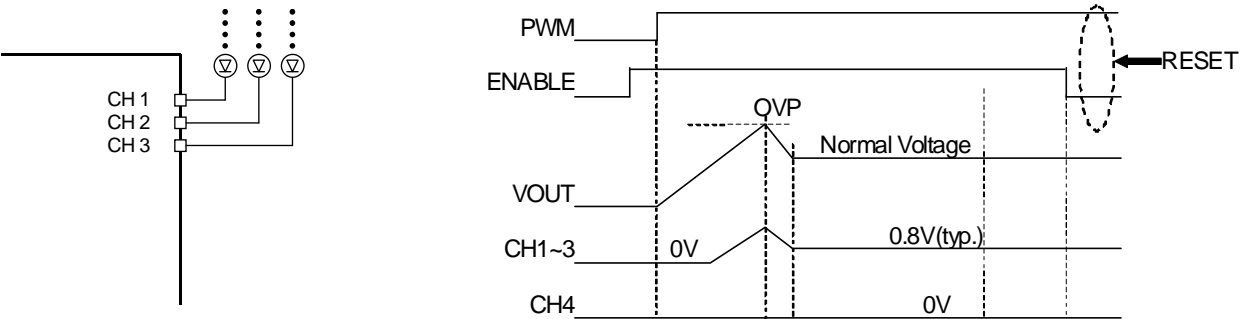 CH 1
CH 2
CH 3
PWM
RESET
ENABLE
OVP
Normal Voltage
VOUT
CH1~3
0V
0.8V(typ.)
CH4
0V